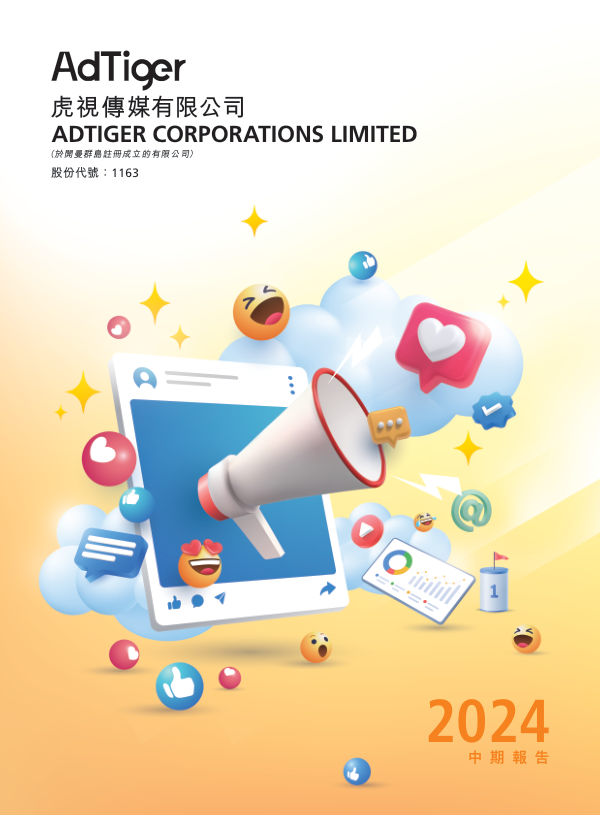 AdTiger
虎視傳媒有限公司
ADTIGER CORPORATIONS LIMITED
(於開曼群島註冊成立的有限公司)
股份代號：1163
@
1
2024
中期報告